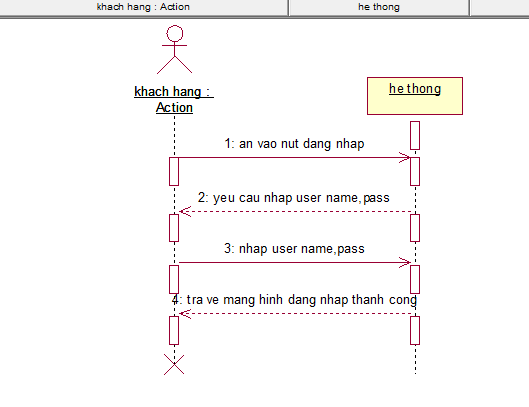 khach hang : Action
he thong
khach hang :
Action
he thong
1: an vao nut dang nhap
2: yeu cau nhap user name,pass
3: nhap user name,pass
4: tra ve mang hinh dang nhap thanh cong